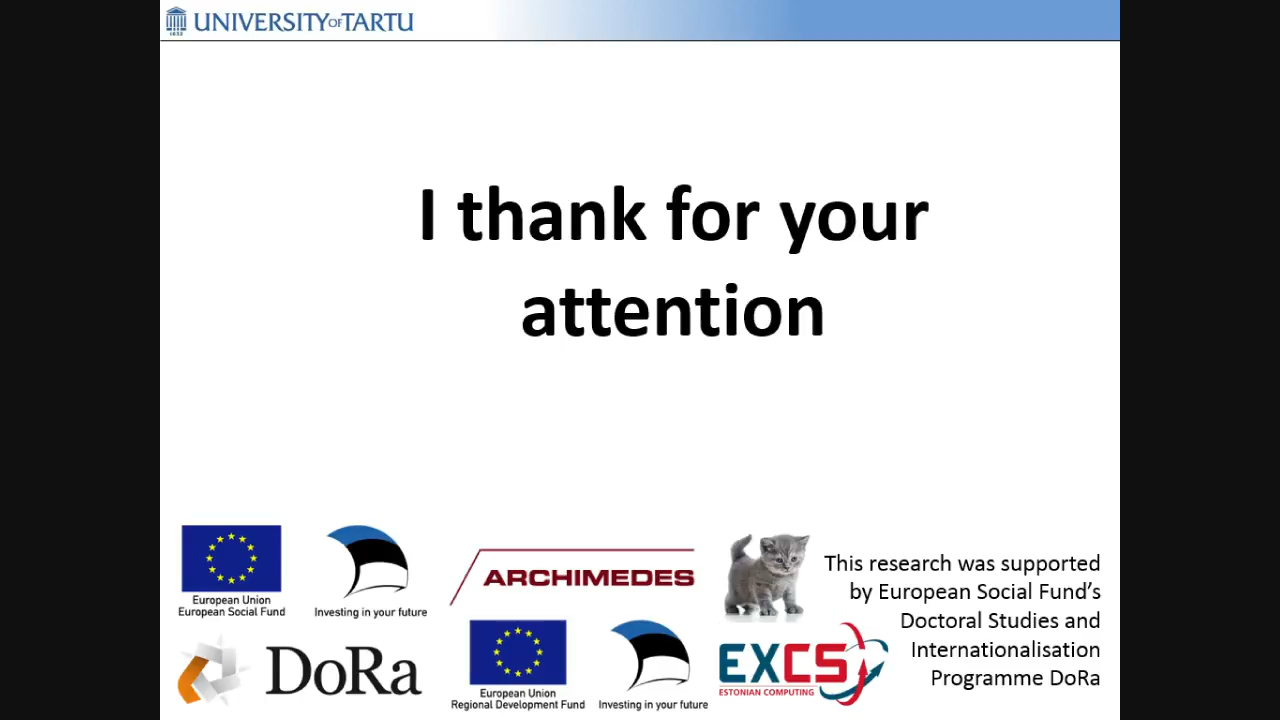 UNIVERSITY OF TARTU
1632
I thank for your
attention
European Union
European Social Fund
Investing in your future
ARCHIMEDES
This research was supported
by European Social Fund's
Doctoral Studies and
Internationalisation
Programme DoRa
DoRa
European Union
Regional Development Fund
Investing in your future
EXCS
ESTONIAN COMPUTING